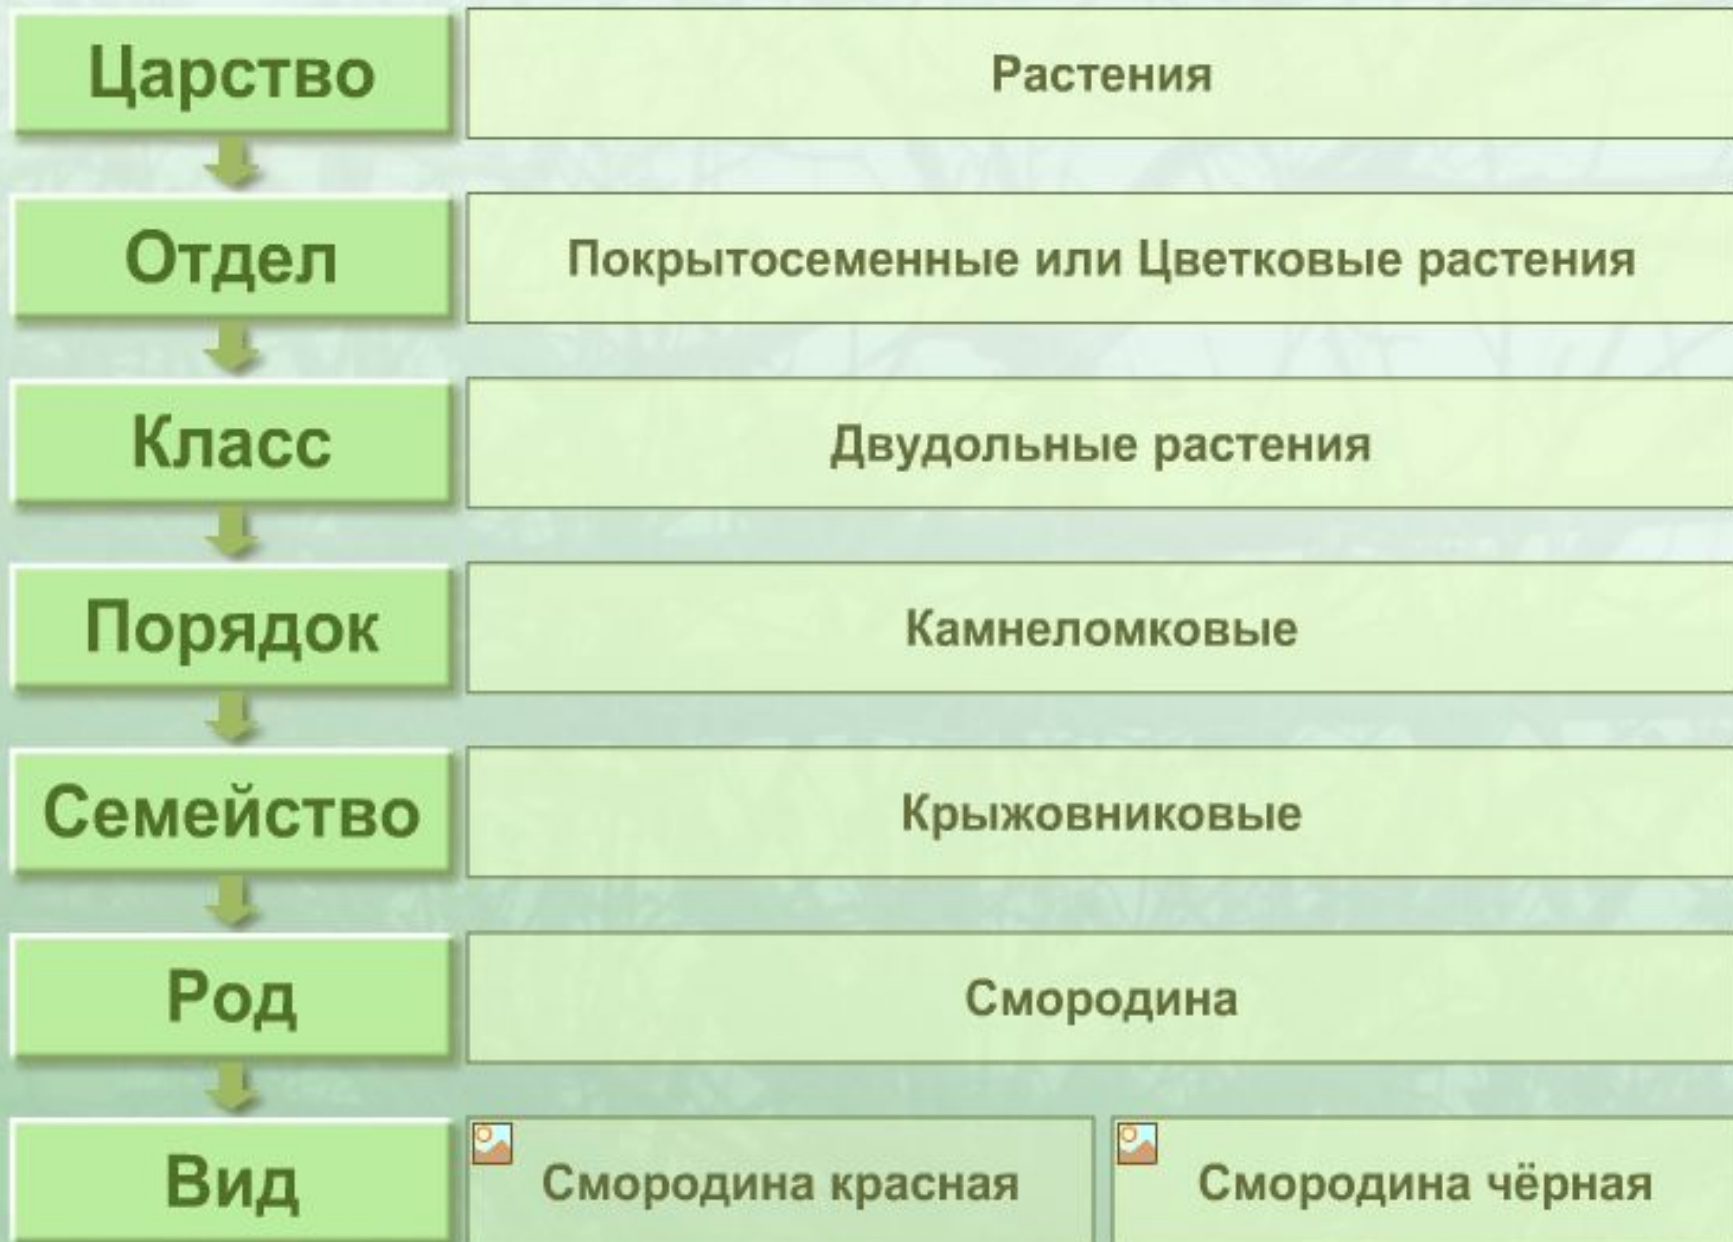 Царство
Растения
Отдел
Покрытосеменные или Цветковые растения
Класс
Двудольные растения
Порядок
Камнеломковые
Семейство
Крыжовниковые
Род
Смородина
Вид
Смородина красная
Смородина чёрная